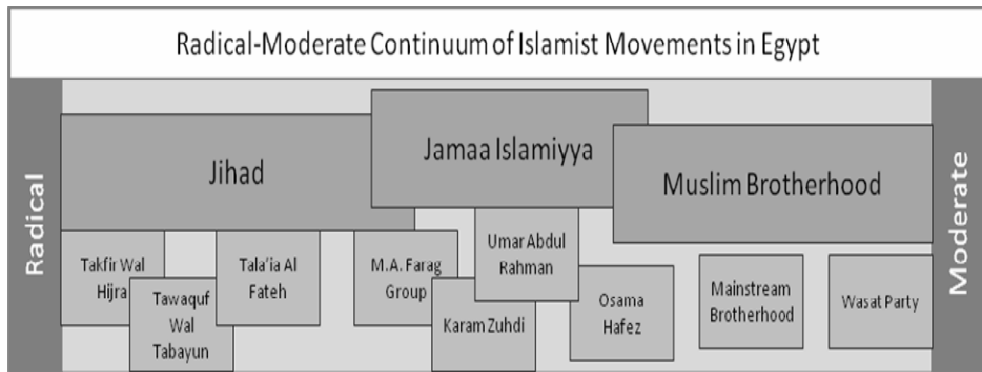 Radical-Moderate Continuum of Islamist Movements in Egypt
Radical
Jihad
Jamaa Islamiyya
Muslim Brotherhood
Moderate
Takfir Wal
Hijra
Tawaquf
Wal
Tabayun
Tala'ia Al
Fateh
M.A. Farag
Group
Karam Zuhdi
Umar Abdul
Rahman
Osama
Hafez
Mainstream
Brotherhood
Wasat Party